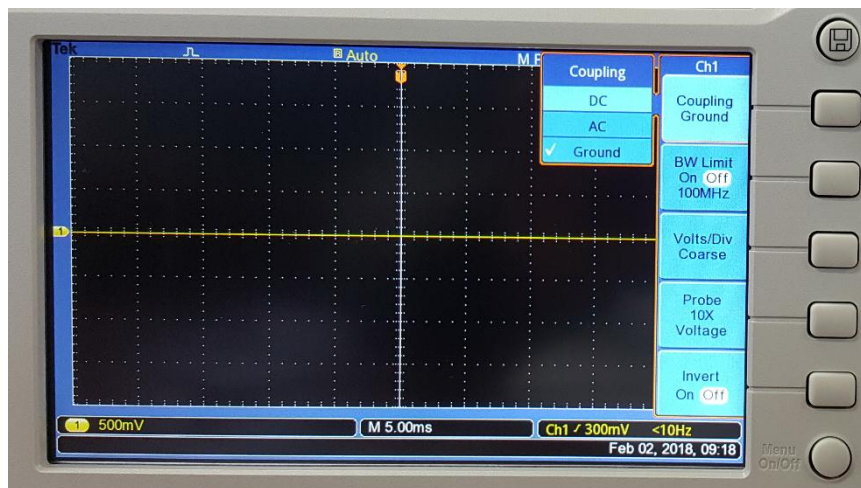 Tek
Auto
M
Coupling
DC
AC
Ground
Ch1
Coupling
Ground
BW Limit
On Off
100MHz
Volts/Div
Coarse
Probe
10X
Voltage
Invert
On Off
1
1 500mV
M 5.00ms
Ch1 / 300mV <10Hz
Feb 02, 2018, 09:18
Menu
On/Off